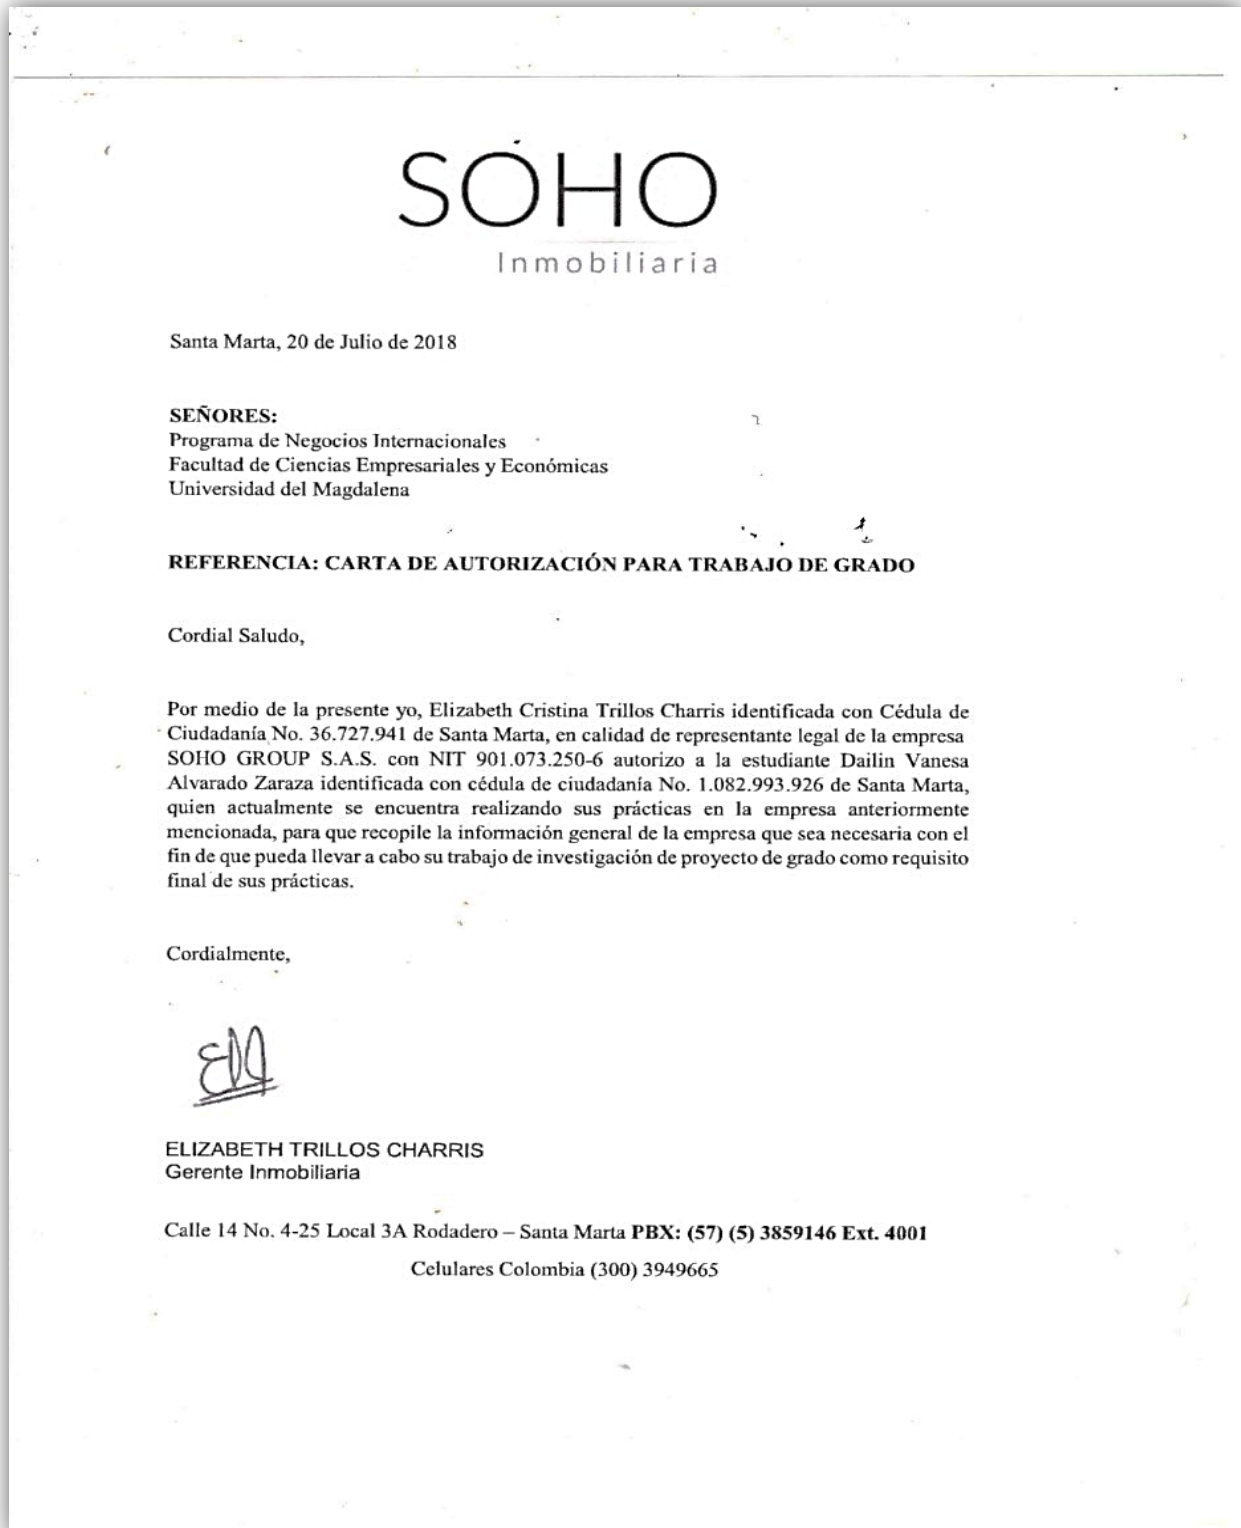 SOHO
Inmobiliaria
Santa Marta, 20 de Julio de 2018
SEÑORES:
Programa de Negocios Internacionales
Facultad de Ciencias Empresariales y Económicas
Universidad del Magdalena
REFERENCIA: CARTA DE AUTORIZACIÓN PARA TRABAJO DE GRADO
Cordial Saludo,
Por medio de la presente yo, Elizabeth Cristina Trillos Charris identificada con Cédula de
Ciudadanía No. 36.727.941 de Santa Marta, en calidad de representante legal de la empresa
SOHO GROUP S.A.S. con NIT 901.073.250-6 autorizo a la estudiante Dailin Vanesa
Alvarado Zaraza identificada con cédula de ciudadanía No. 1.082.993.926 de Santa Marta,
quien actualmente se encuentra realizando sus prácticas en la empresa anteriormente
mencionada, para que recopile la información general de la empresa que sea necesaria con el
fin de que pueda llevar a cabo su trabajo de investigación de proyecto de grado como requisito
final de sus prácticas.
Cordialmente,
ELIZABETH TRILLOS CHARRIS
Gerente Inmobiliaria
Calle 14 No. 4-25 Local 3A Rodadero – Santa Marta PBX: (57) (5) 3859146 Ext. 4001
Celulares Colombia (300) 3949665